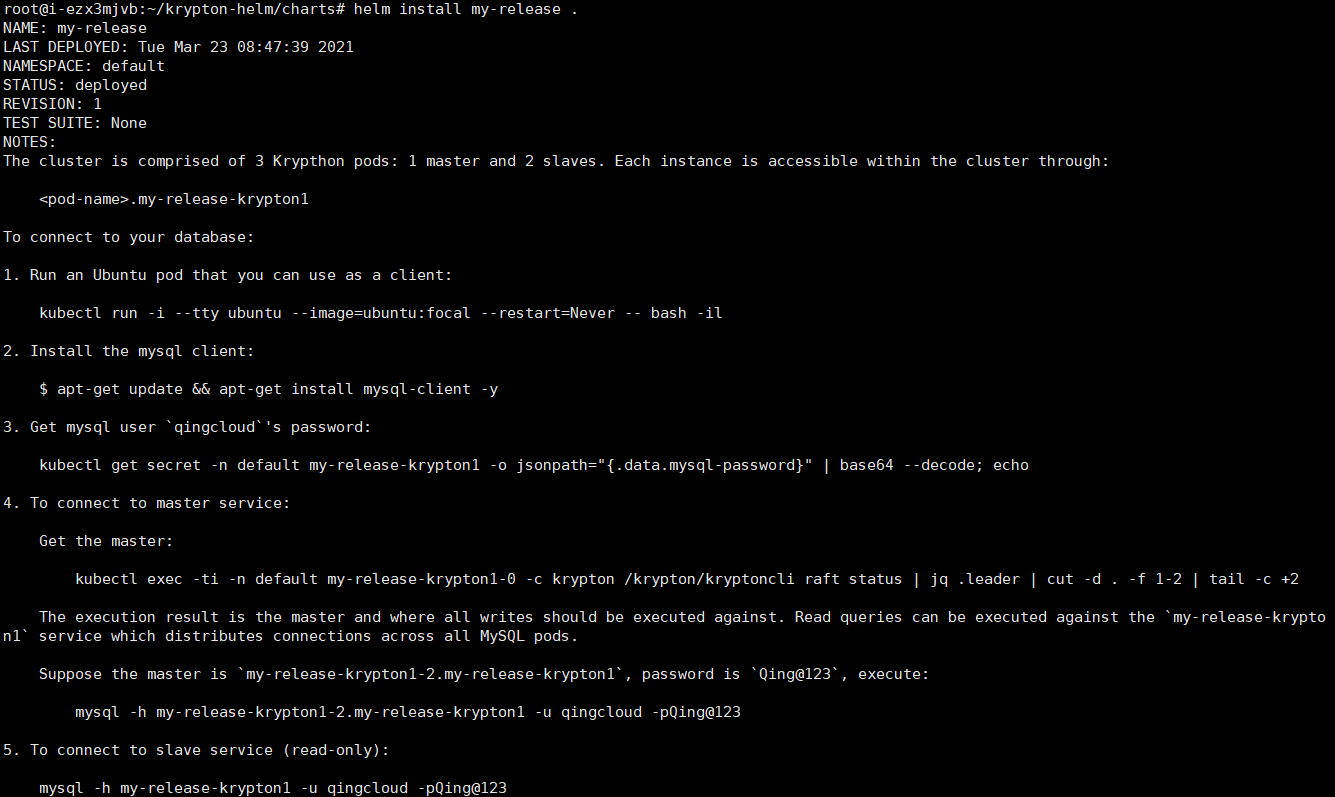 root@i-ezx3mjvb:~/krypton-helm/charts# helm install my-release .
NAME: my-release
LAST DEPLOYED: Tue Mar 23 08:47:39 2021
NAMESPACE: default
STATUS: deployed
REVISION: 1
TEST SUITE: None
NOTES:
The cluster is comprised of 3 Krypthon pods: 1 master and 2 slaves. Each instance is accessible within the cluster through:
<pod-name>.my-release-krypton1
To connect to your database:
1. Run an Ubuntu pod that you can use as a client:
kubectl run -i --tty ubuntu --image=ubuntu:focal --restart=Never -- bash -il
2. Install the mysql client:
$ apt-get update && apt-get install mysql-client -y
3. Get mysql user `qingcloud`'s password:
kubectl get secret -n default my-release-krypton1 -o jsonpath="{.data.mysql-password}" | base64 --decode; echo
4. To connect to master service:
Get the master:
kubectl exec -ti -n default my-release-krypton1-0 -c krypton /krypton/kryptoncli raft status | jq .leader | cut -d . -f 1-2 | tail -c +2
The execution result is the master and where all writes should be executed against. Read queries can be executed against the `my-release-krypto
n1` service which distributes connections across all MySQL pods.
Suppose the master is `my-release-krypton1-2.my-release-krypton1`, password is `Qing@123`, execute:
mysql -h my-release-krypton1-2.my-release-krypton1 -u qingcloud -pQing@123
5. To connect to slave service (read-only):
mysql -h my-release-krypton1 -u qingcloud -pQing@123